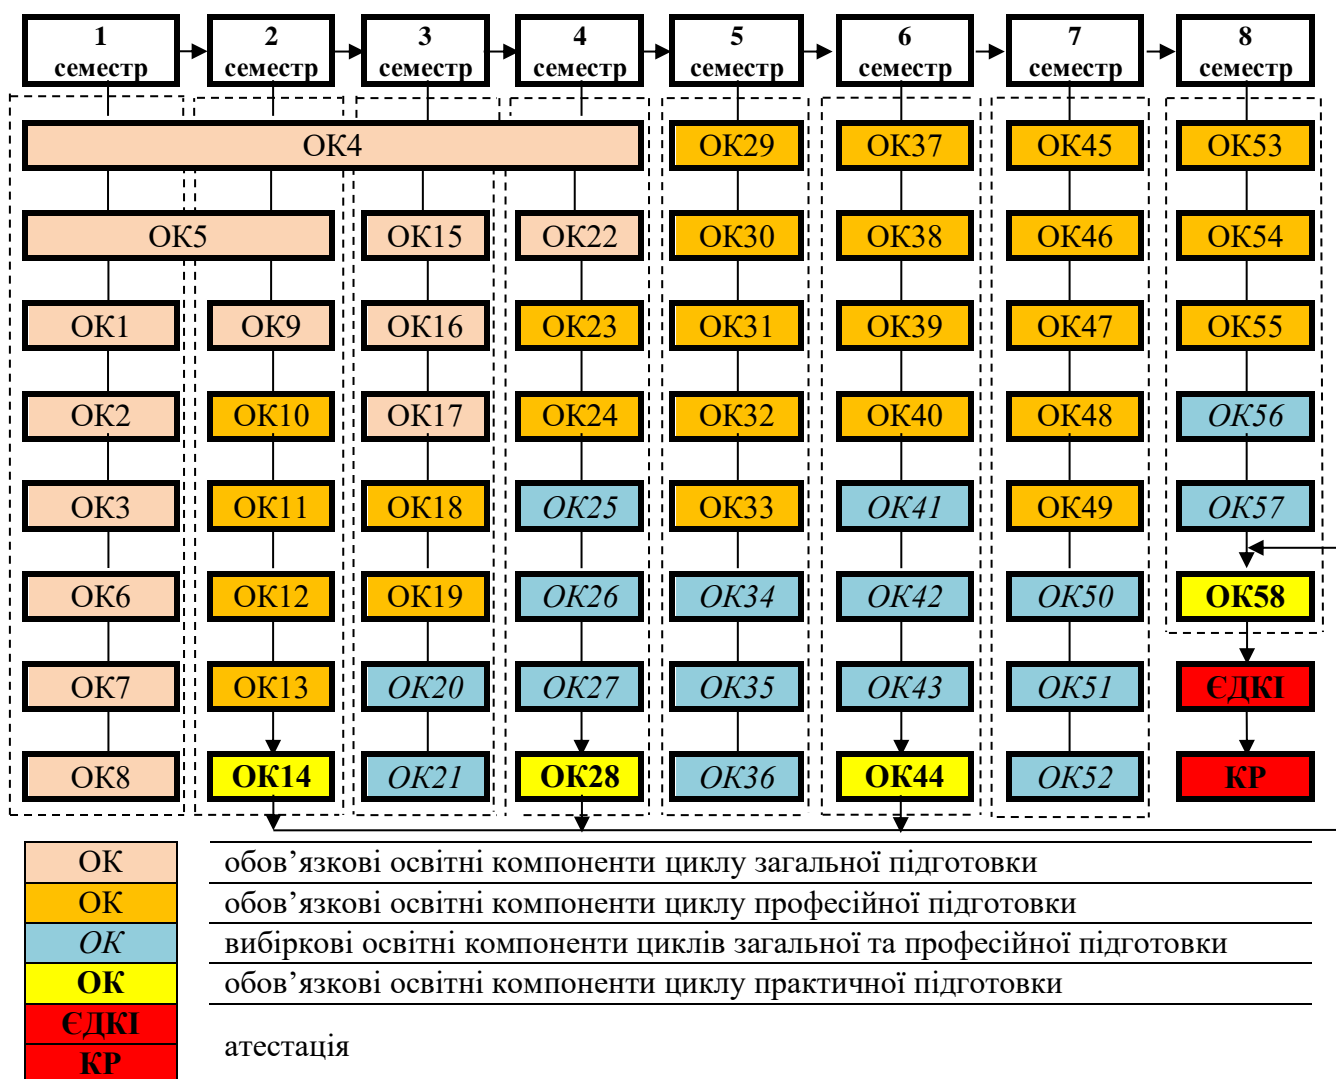 1 семестр
2 семестр
3 семестр
4 семестр
5 семестр
6 семестр
7 семестр
8 семестр
ОК4
ОК29
ОК37
ОК45
ОК53
ОК5
ОК15
ОК22
ОК30
ОК38
ОК46
ОК54
ОК1
ОК9
ОК16
ОК23
ОК31
ОК39
ОК47
ОК55
ОК2
ОК10
ОК17
ОК24
ОК32
ОК40
ОК48
ОК56
ОК3
ОК11
ОК18
ОК25
ОК33
ОК41
ОК49
ОК57
ОК6
ОК12
ОК19
ОК26
ОК34
ОК42
ОК50
ОК58
ОК7
ОК13
ОК20
ОК27
ОК35
ОК43
ОК51
ЄДКІ
ОК8
ОК14
ОК21
ОК28
ОК36
ОК44
ОК52
КР
ОК обов’язкові освітні компоненти циклу загальної підготовки
ОК обов’язкові освітні компоненти циклу професійної підготовки
ОК вибіркові освітні компоненти циклів загальної та професійної підготовки
ОК обов’язкові освітні компоненти циклу практичної підготовки
ЄДКІ
КР
атестація